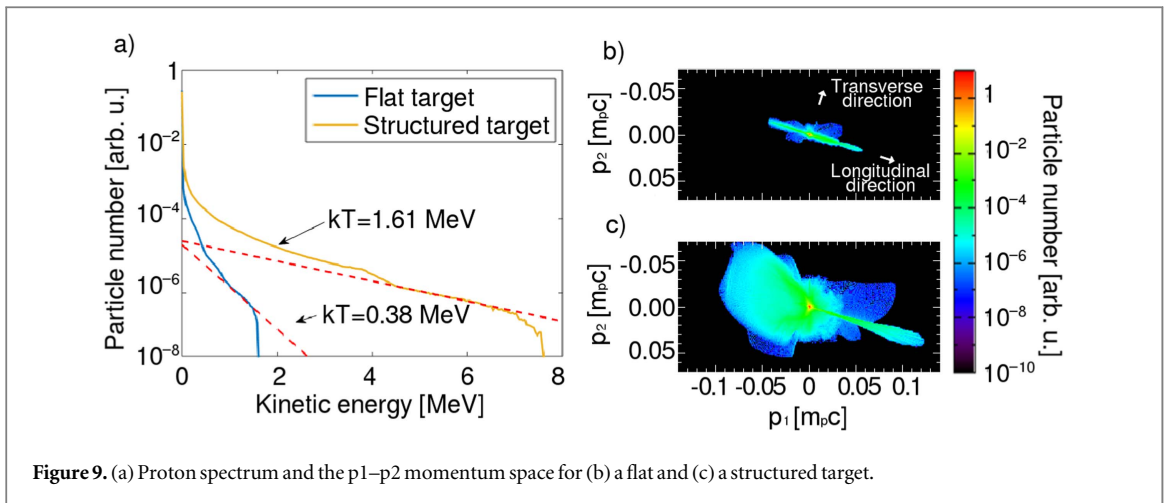 a)
1
10⁻²
10⁻⁴
10⁻⁶
10⁻⁸
Particle number [arb. u.]
Flat target
Structured target
kT=1.61 MeV
kT=0.38 MeV
0 2 4 6 8
Kinetic energy [MeV]
b)
-0.05
0.00
0.05
p₂ [mₚc]
Transverse
direction
Longitudinal
direction
c)
-0.05
0.00
0.05
p₂ [mₚc]
-0.1 -0.05 0 0.05 0.1
p₁ [mₚc]
1
10⁻²
10⁻⁴
10⁻⁶
10⁻⁸
10⁻¹⁰
Particle number [arb. u.]
Figure 9. (a) Proton spectrum and the p1–p2 momentum space for (b) a flat and (c) a structured target.